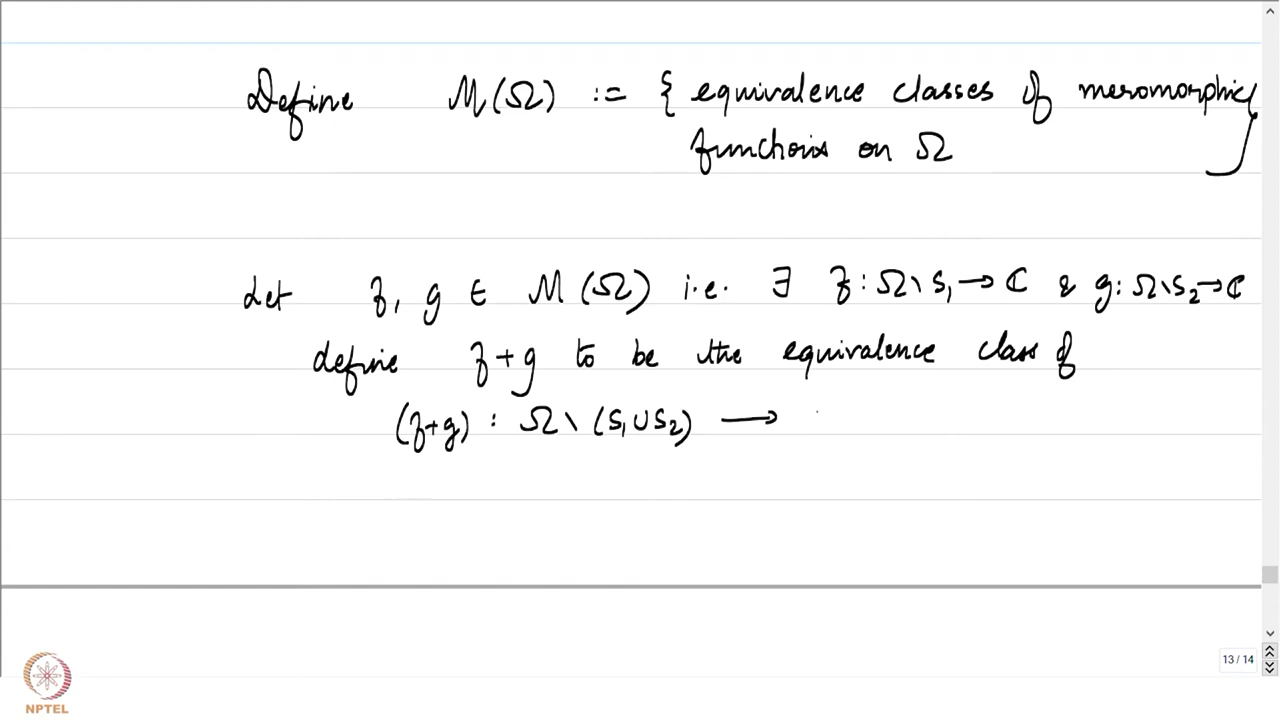 Define M(Ω) := { equivalence classes of meromorphic
functions on Ω }
Let f, g ∈ M(Ω) i.e. ∃ f : Ω\S₁ → ℂ & g : Ω\S₂ → ℂ
define f+g to be the equivalence class of
(f+g) : Ω \ (S₁ ∪ S₂) ⟶
13 / 14
NPTEL